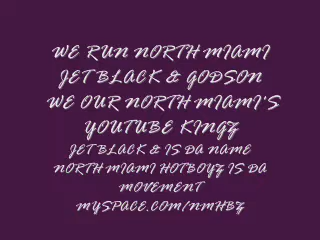 WE RUN NORTH MIAMI
JET BLACK & GODSON
WE OUR NORTH MIAMI'S
YOUTUBE KINGZ
JET BLACK & IS DA NAME
NORTH MIAMI HOTBOYZ IS DA
MOVEMENT
MYSPACE.COM/NMHBZ